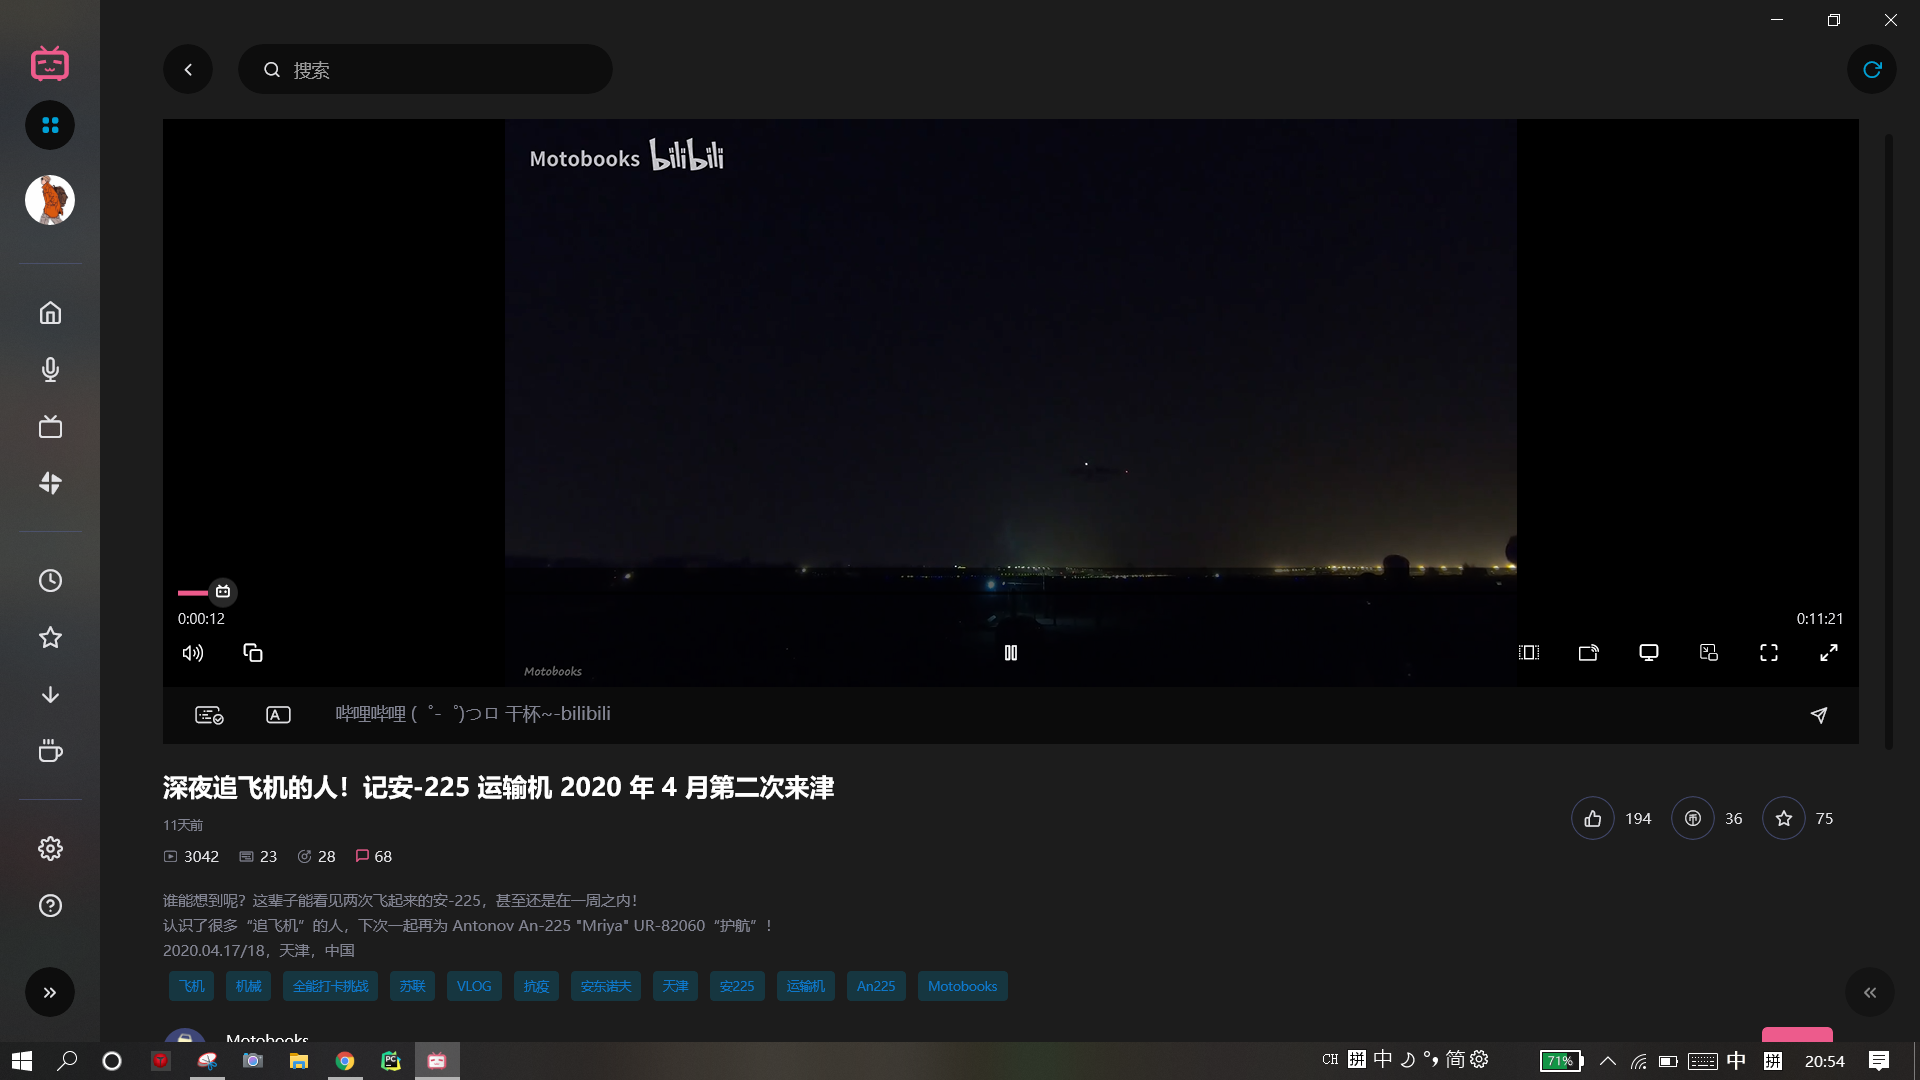 搜索
Motobooks bilibili
0:00:12
0:11:21
Motobooks
哔哩哔哩 (゜-゜)つロ 干杯~-bilibili
深夜追飞机的人！记安-225 运输机 2020 年 4 月第二次来津
11天前
194
36
75
3042
23
28
68
谁能想到呢？这辈子能看见两次飞起来的安-225，甚至还是在一周之内！
认识了很多“追飞机”的人，下次一起再为 Antonov An-225 "Mriya" UR-82060“护航”！
2020.04.17/18，天津，中国
飞机 机械 全能打卡挑战 苏联 VLOG 抗疫 安东诺夫 天津 安225 运输机 An225 Motobooks
Motobooks
CH 拼 中 简 71% 中 拼 20:54